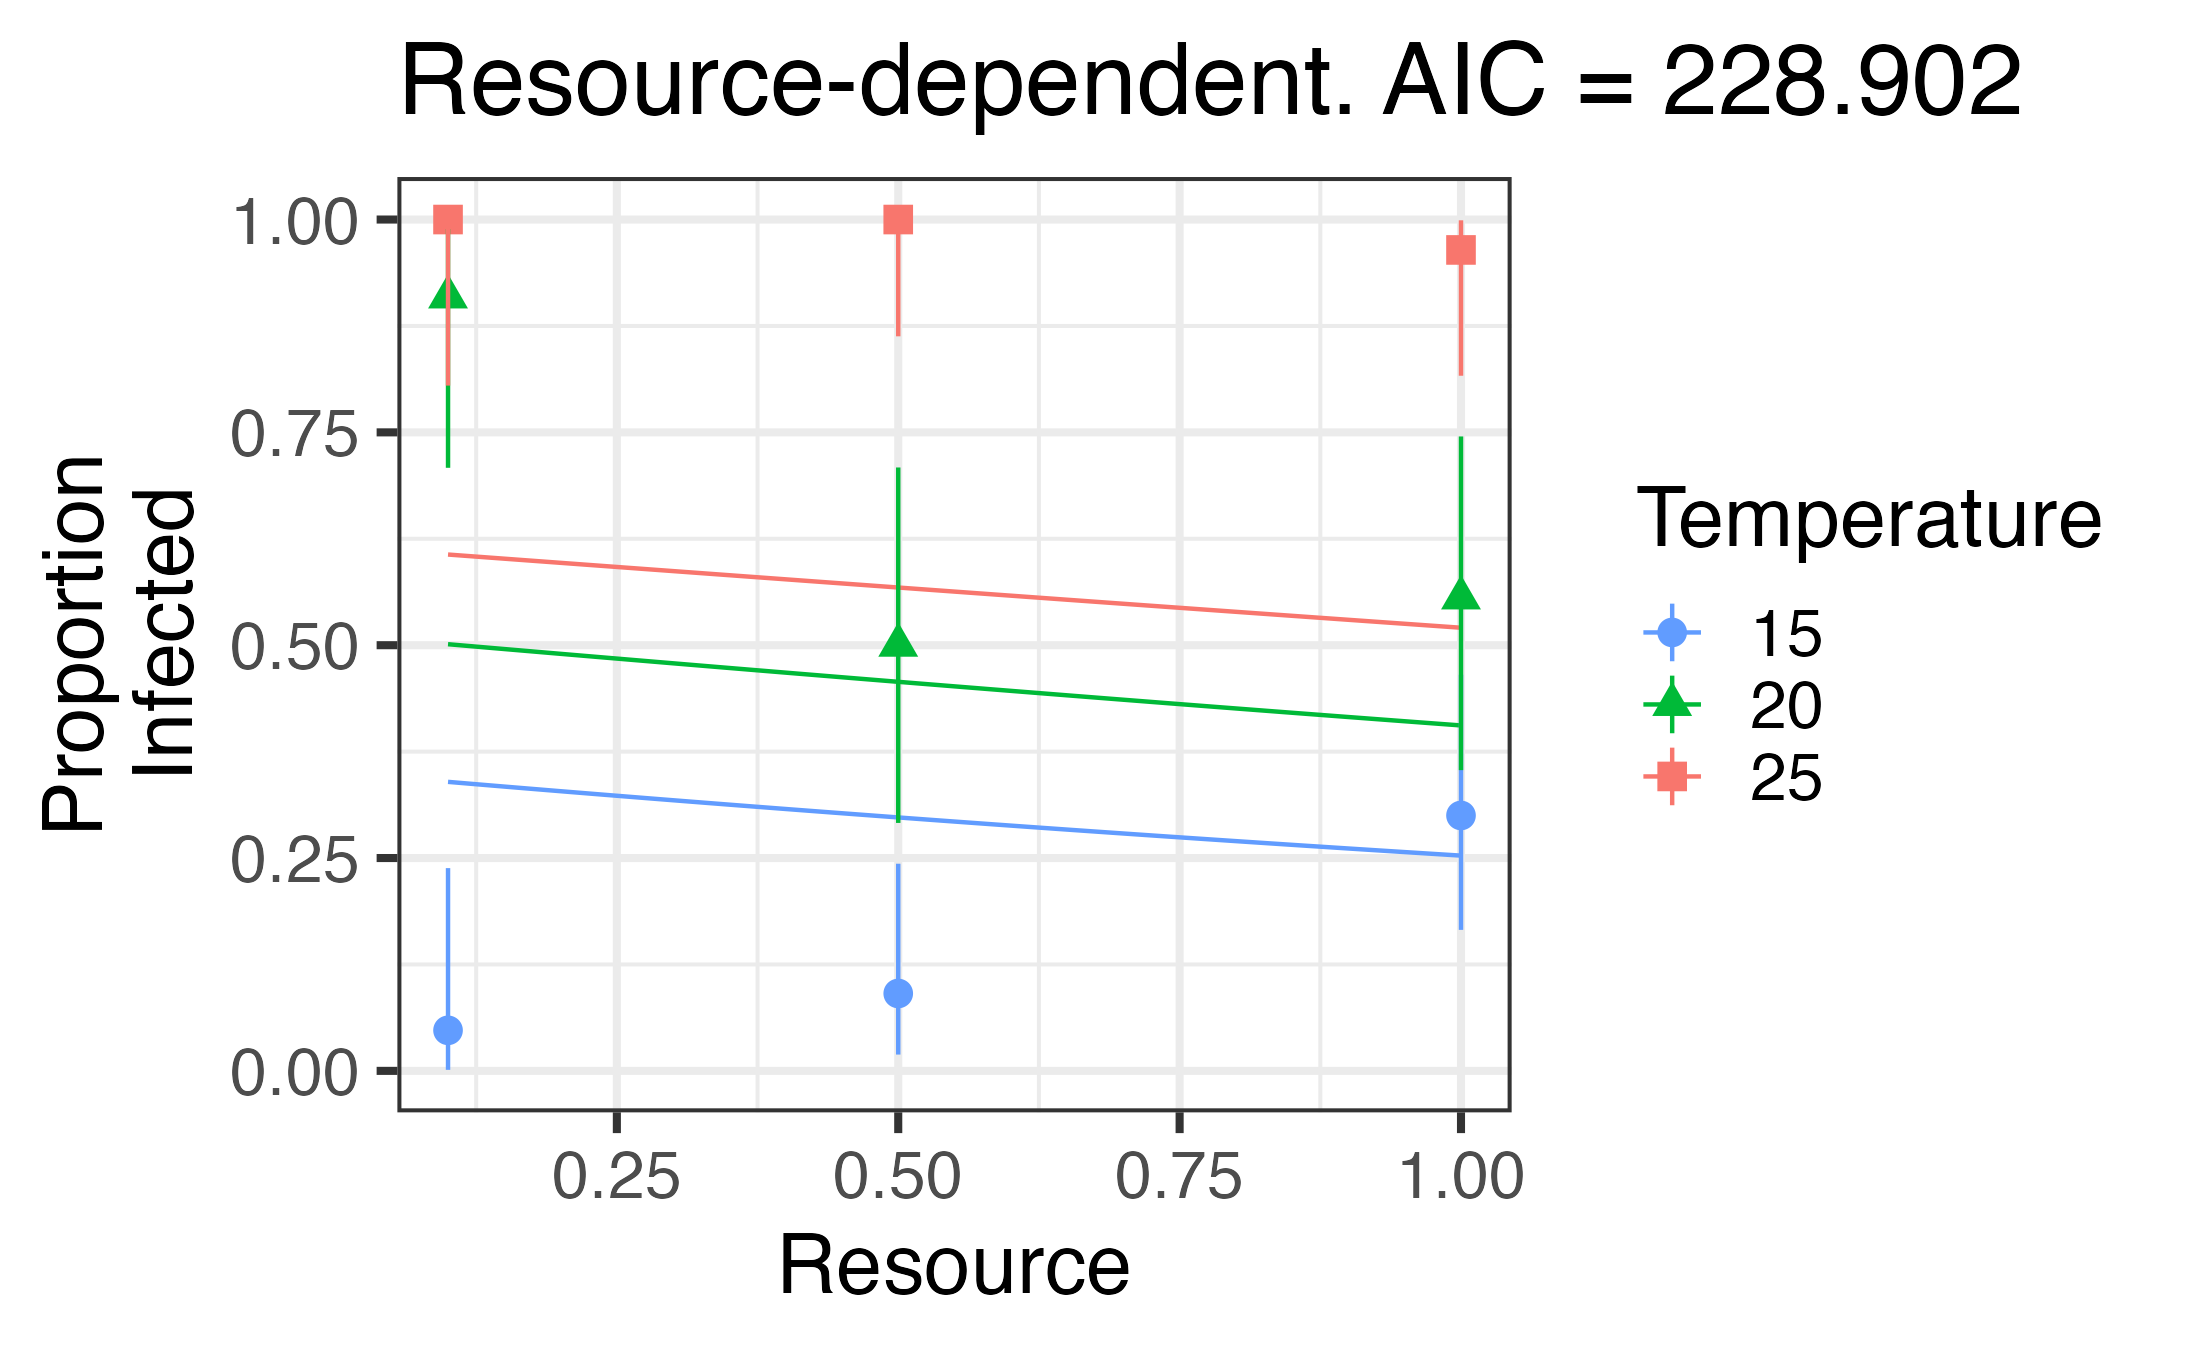 Resource-dependent. AIC = 228.902
Proportion
Infected
1.00
0.75
0.50
0.25
0.00
0.25 0.50 0.75 1.00
Resource
Temperature
15
20
25